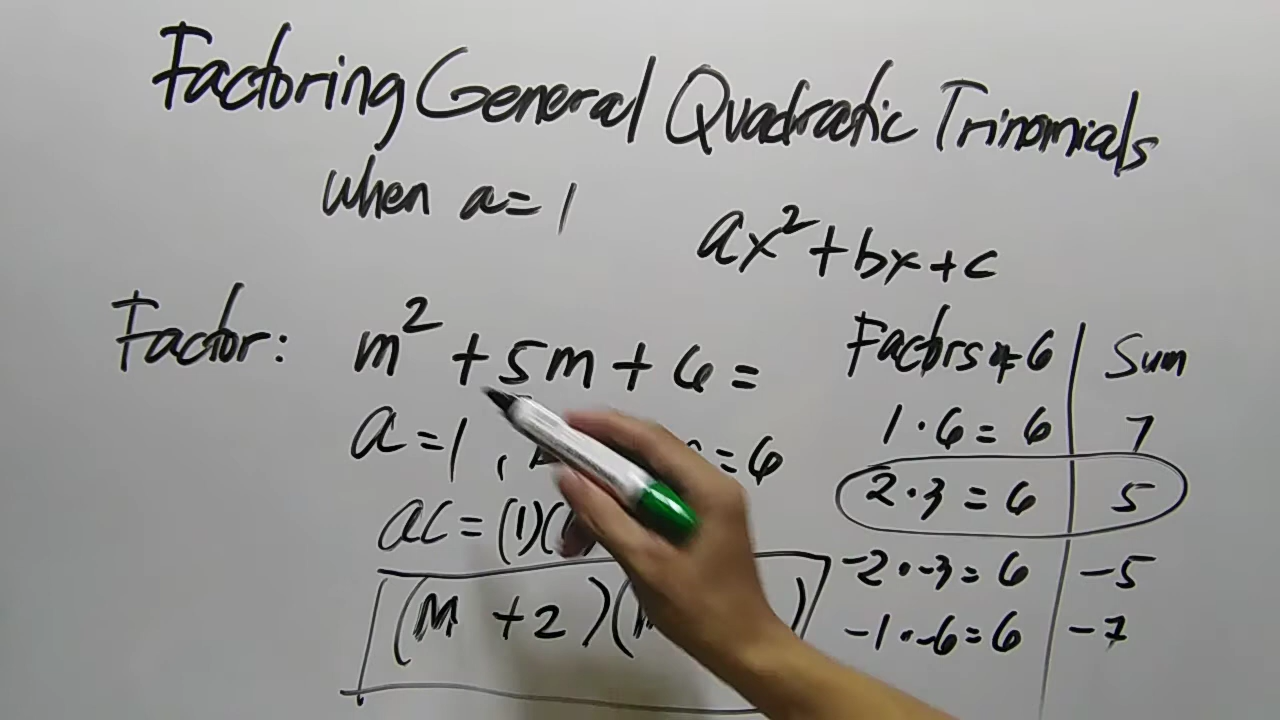 Factoring General Quadratic Trinomials
when a=1
ax²+bx+c
Factor: m² + 5m + 6 =
a=1, =6
ac=(1)(
(M +2)( )
Factors of 6 | Sum
1·6=6 | 7
2·3=6 | 5
-2·-3=6 | -5
-1·-6=6 | -7